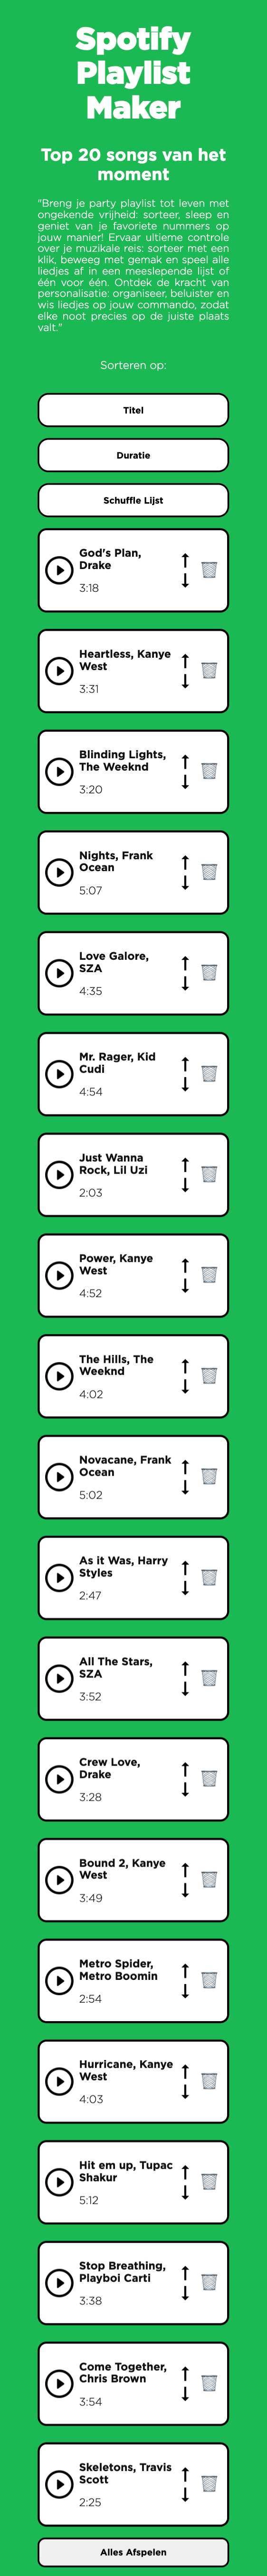 Spotify
Playlist
Maker
Top 20 songs van het
moment
"Breng je party playlist tot leven met
ongekende vrijheid: sorteer, sleep en
geniet van je favoriete nummers op
jouw manier! Ervaar ultieme controle
over je muzikale reis: sorteer met een
klik, beweeg met gemak en speel alle
liedjes af in een meeslepende lijst of
één voor één. Ontdek de kracht van
personalisatie: organiseer, beluister en
wis liedjes op jouw commando, zodat
elke noot precies op de juiste plaats
valt."
Sorteren op:
Titel
Duratie
Schuffle Lijst
God's Plan,
Drake
3:18
Heartless, Kanye
West
3:31
Blinding Lights,
The Weeknd
3:20
Nights, Frank
Ocean
5:07
Love Galore,
SZA
4:35
Mr. Rager, Kid
Cudi
4:54
Just Wanna
Rock, Lil Uzi
2:03
Power, Kanye
West
4:52
The Hills, The
Weeknd
4:02
Novacane, Frank
Ocean
5:02
As it Was, Harry
Styles
2:47
All The Stars,
SZA
3:52
Crew Love,
Drake
3:28
Bound 2, Kanye
West
3:49
Metro Spider,
Metro Boomin
2:54
Hurricane, Kanye
West
4:03
Hit em up, Tupac
Shakur
5:12
Stop Breathing,
Playboi Carti
3:38
Come Together,
Chris Brown
3:54
Skeletons, Travis
Scott
2:25
Alles Afspelen